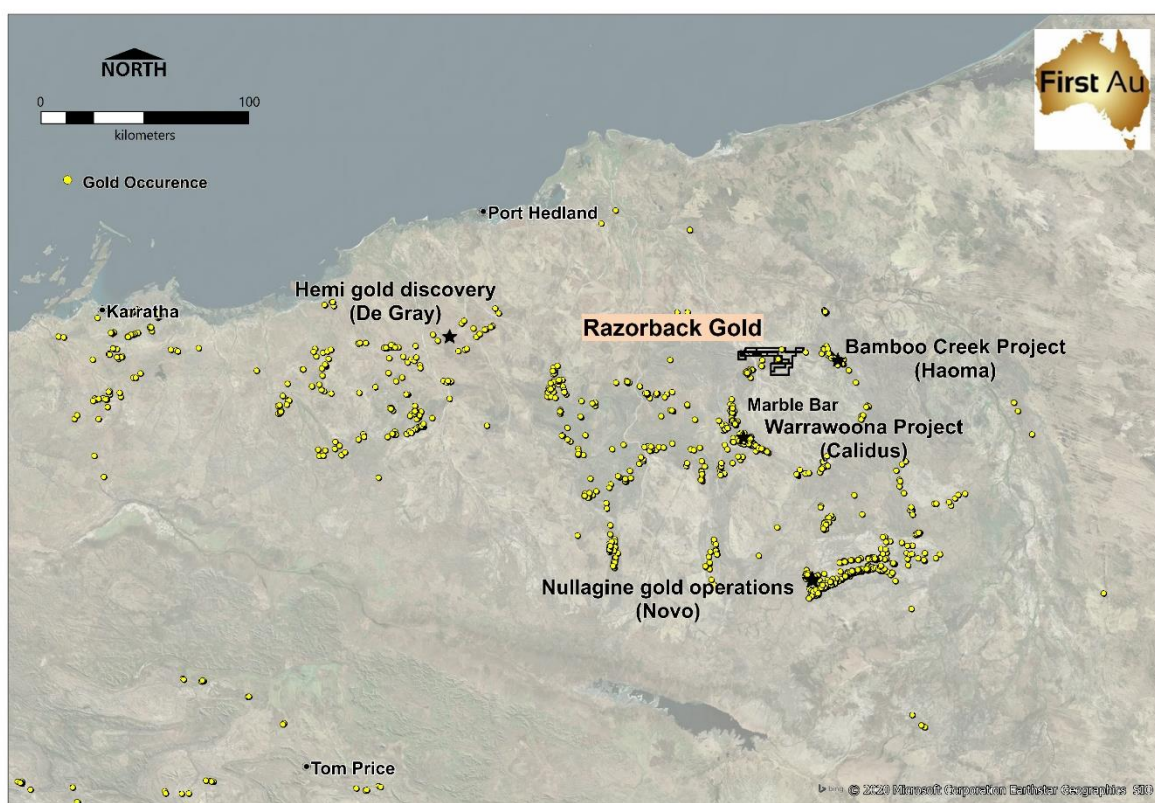 NORTH
0 100
kilometers
Gold Occurence
First Au
Port Hedland
Karratha
Hemi gold discovery
(De Gray)
Razorback Gold
Bamboo Creek Project
(Haoma)
Marble Bar
Warrawoona Project
(Calidus)
Nullagine gold operations
(Novo)
Tom Price
bing © 2020 Microsoft Corporation Earthstar Geographics SIO